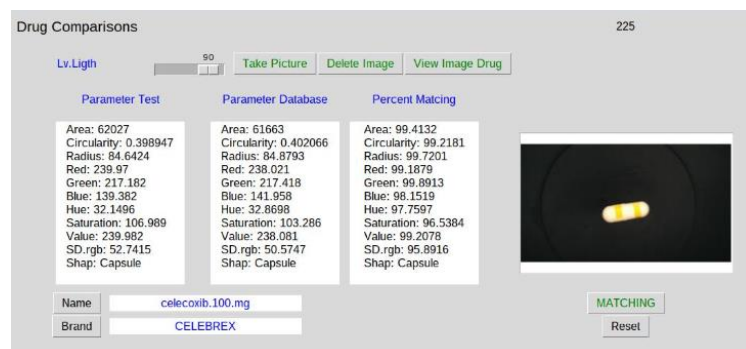 Drug Comparisons
225
Lv.Ligth
90
Take Picture
Delete Image
View Image Drug
Parameter Test
Parameter Database
Percent Matcing
Area: 62027
Circularity: 0.398947
Radius: 84.6424
Red: 239.97
Green: 217.182
Blue: 139.382
Hue: 32.1496
Saturation: 106.989
Value: 239.982
SD.rgb: 52.7415
Shap: Capsule
Area: 61663
Circularity: 0.402066
Radius: 84.8793
Red: 238.021
Green: 217.418
Blue: 141.958
Hue: 32.8698
Saturation: 103.286
Value: 238.081
SD.rgb: 50.5747
Shap: Capsule
Area: 99.4132
Circularity: 99.2181
Radius: 99.7201
Red: 99.1879
Green: 99.8913
Blue: 98.1519
Hue: 97.7597
Saturation: 96.5384
Value: 99.2078
SD.rgb: 95.8916
Shap: Capsule
Name
celecoxib.100.mg
Brand
CELEBREX
MATCHING
Reset